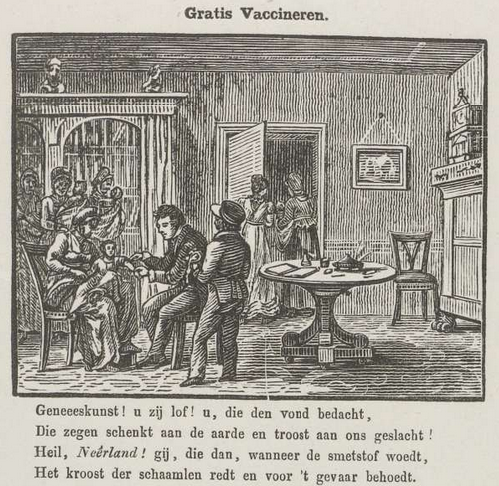 Gratis Vaccineren.
Geneeeskunst! u zij lof! u, die den vond bedacht,
Die zegen schenkt aan de aarde en troost aan ons geslacht!
Heil, Neêrland! gij, die dan, wanneer de smetstof woedt,
Het kroost der schaamlen redt en voor 't gevaar behoedt.